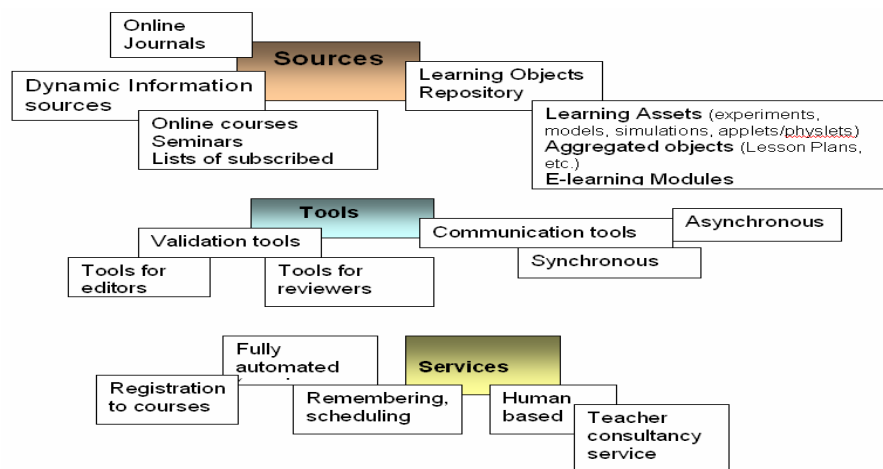 Online
Journals
Sources
Learning Objects
Repository
Dynamic Information
sources
Online courses
Seminars
Lists of subscribed
Learning Assets (experiments,
models, simulations, applets/physlets)
Aggregated objects (Lesson Plans,
etc.)
E-learning Modules
Tools
Validation tools
Communication tools
Asynchronous
Synchronous
Tools for
editors
Tools for
reviewers
Fully
automated
Services
Registration
to courses
Remembering,
scheduling
Human
based
Teacher
consultancy
service